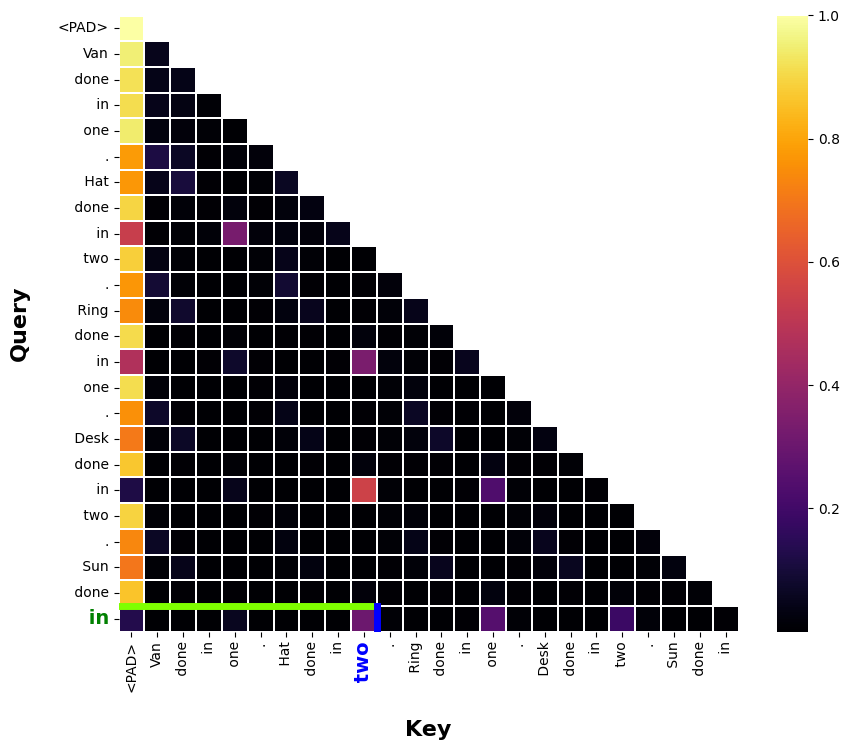 <PAD>
Van
done
in
one
.
Hat
done
in
two
.
Ring
done
in
one
.
Desk
done
in
two
.
Sun
done
in
Query
<PAD> Van done in one . Hat done in two . Ring done in one . Desk done in two . Sun done in
Key
1.0
0.8
0.6
0.4
0.2